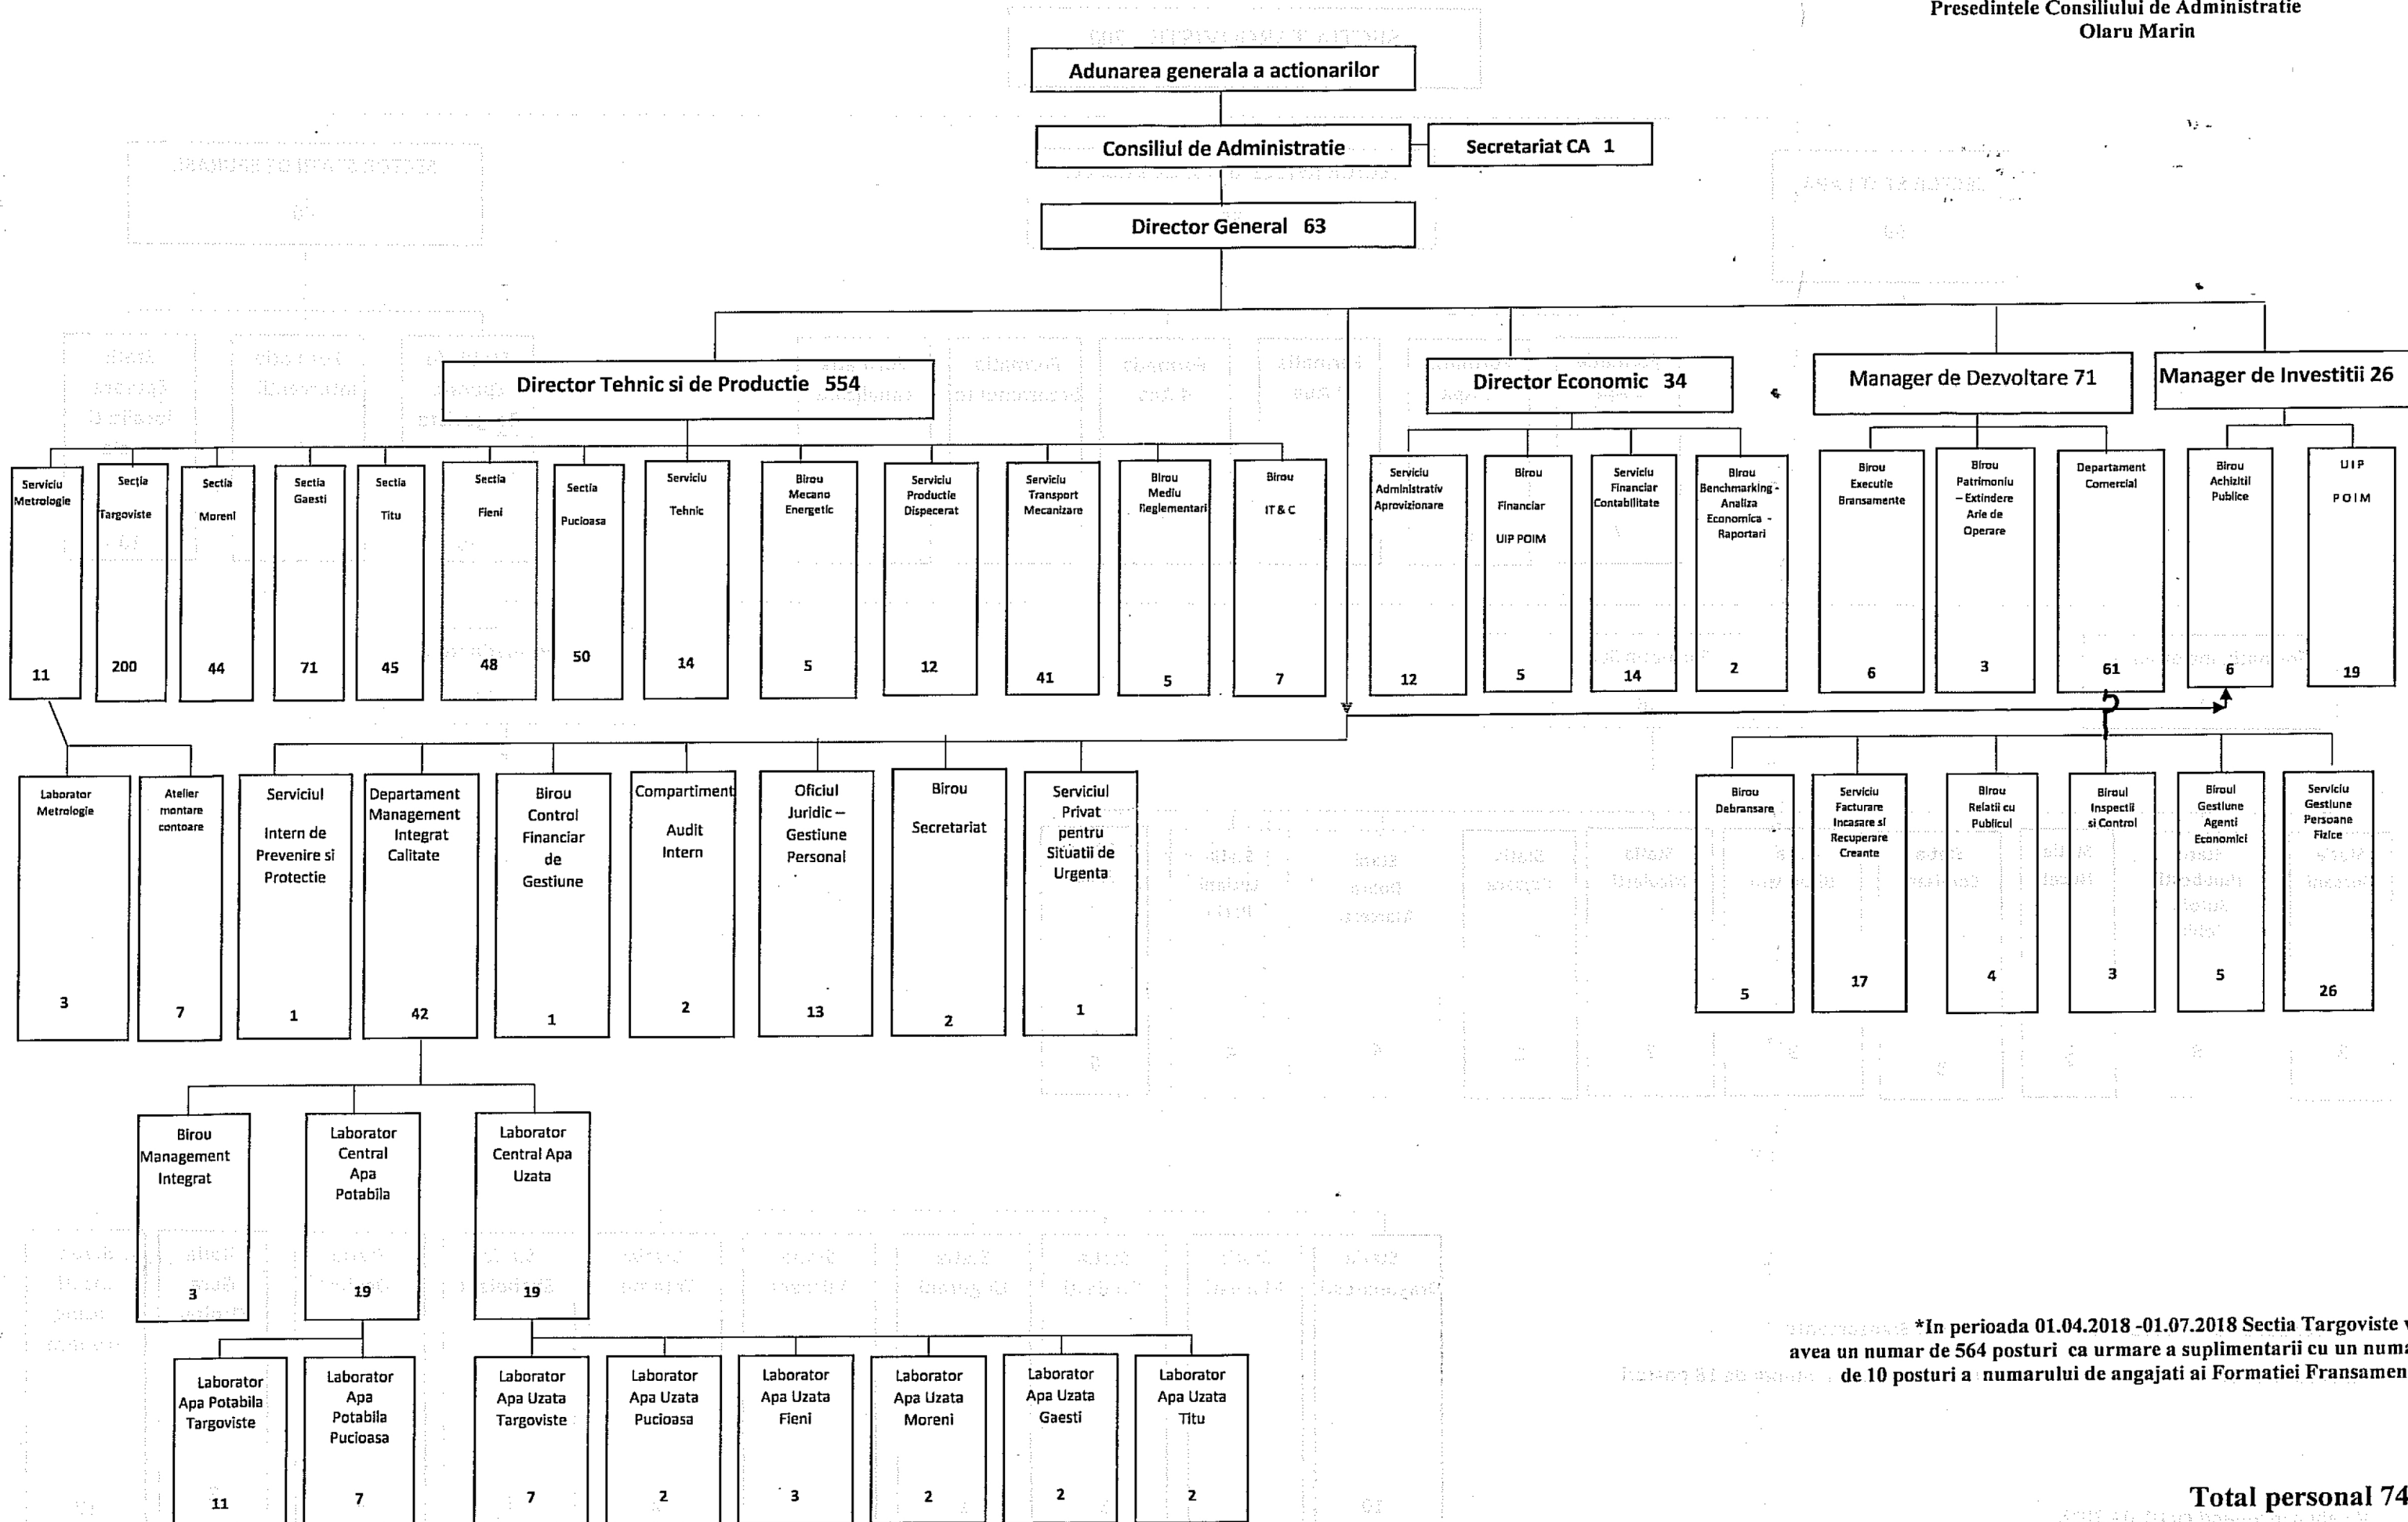 Presedintele Consiliului de Administratie
Olaru Marin
Adunarea generala a actionarilor
Consiliul de Administratie
Secretariat CA 1
Director General 63
Director Tehnic si de Productie 554
Director Economic 34
Manager de Dezvoltare 71
Manager de Investitii 26
Serviciu
Metrologie
11
Secția
Targoviste
200
Sectia
Moreni
44
Sectia
Gaesti
71
Sectia
Titu
45
Sectia
Fieni
48
Sectia
Pucioasa
50
Serviciu
Tehnic
14
Birou
Mecano
Energetic
5
Serviciu
Productie
Dispecerat
12
Serviciu
Transport
Mecanizare
41
Birou
Mediu
Reglementari
5
Birou
IT & C
7
Serviciu
Administrativ
Aprovizionare
12
Birou
Financiar
UIP POIM
5
Serviciu
Financiar
Contabilitate
14
Birou
Benchmarking -
Analiza
Economica -
Raportari
2
Birou
Executie
Bransamente
6
Birou
Patrimoniu
– Extindere
Arie de
Operare
3
Departament
Comercial
61
Birou
Achizitii
Publice
6
U I P
P O I M
19
Laborator
Metrologie
3
Atelier
montare
contoare
7
Serviciul
Intern de
Prevenire si
Protectie
1
Departament
Management
Integrat
Calitate
42
Birou
Control
Financiar
de
Gestiune
1
Compartiment
Audit
Intern
2
Oficiul
Juridic –
Gestiune
Personal
13
Birou
Secretariat
2
Serviciul
Privat
pentru
Situatii de
Urgenta
1
Birou
Debransare
5
Serviciu
Facturare
Incasare si
Recuperare
Creante
17
Birou
Relatii cu
Publicul
4
Biroul
Inspectii
si Control
3
Biroul
Gestiune
Agenti
Economici
5
Serviciu
Gestiune
Persoane
Fizice
26
Birou
Management
Integrat
3
Laborator
Central
Apa
Potabila
19
Laborator
Central Apa
Uzata
19
Laborator
Apa Potabila
Targoviste
11
Laborator
Apa
Potabila
Pucioasa
7
Laborator
Apa Uzata
Targoviste
7
Laborator
Apa Uzata
Pucioasa
2
Laborator
Apa Uzata
Fieni
3
Laborator
Apa Uzata
Moreni
2
Laborator
Apa Uzata
Gaesti
2
Laborator
Apa Uzata
Titu
2
*In perioada 01.04.2018 -01.07.2018 Sectia Targoviste
avea un numar de 564 posturi ca urmare a suplimentarii cu un numa
de 10 posturi a numarului de angajati ai Formatiei Fransamen
Total personal 74